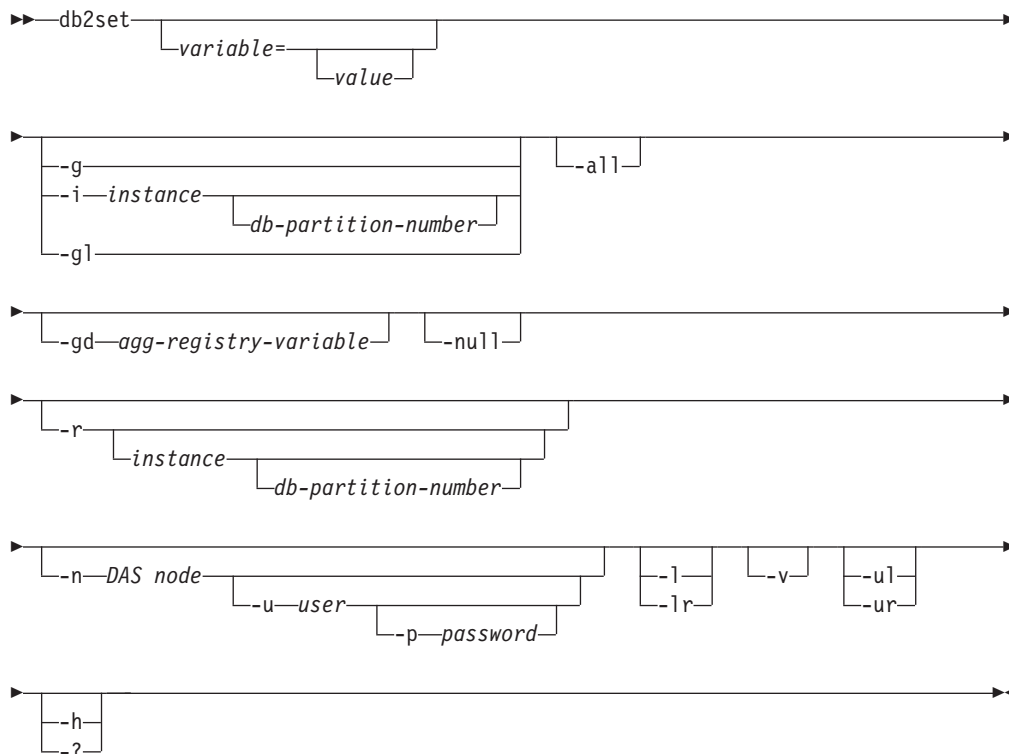 db2set
variable=
value
-g
-all
-i instance
db-partition-number
-gl
-gd agg-registry-variable
-null
-r
instance
db-partition-number
-n DAS node
-l
-v
-ul
-u user
-lr
-ur
-p password
-h
-?